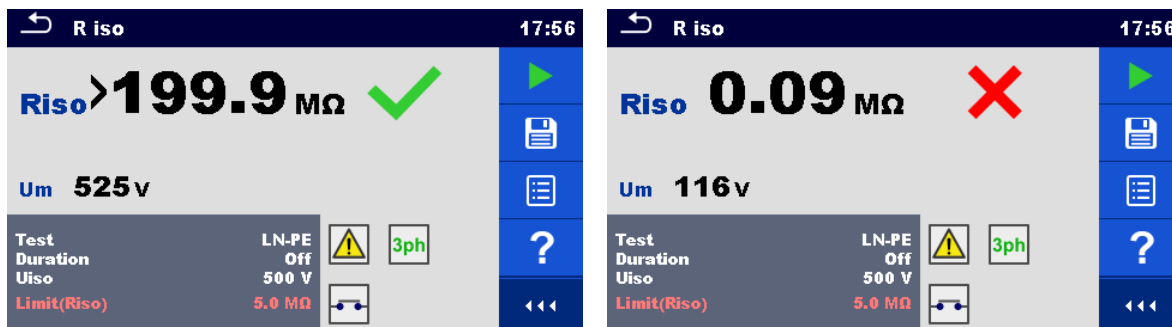 R iso 17:56
Riso >199.9 MΩ
Um 525 V
Test LN-PE
Duration Off
Uiso 500 V
Limit(Riso) 5.0 MΩ
3ph
?
R iso 17:56
Riso 0.09 MΩ
Um 116 V
Test LN-PE
Duration Off
Uiso 500 V
Limit(Riso) 5.0 MΩ
3ph
?